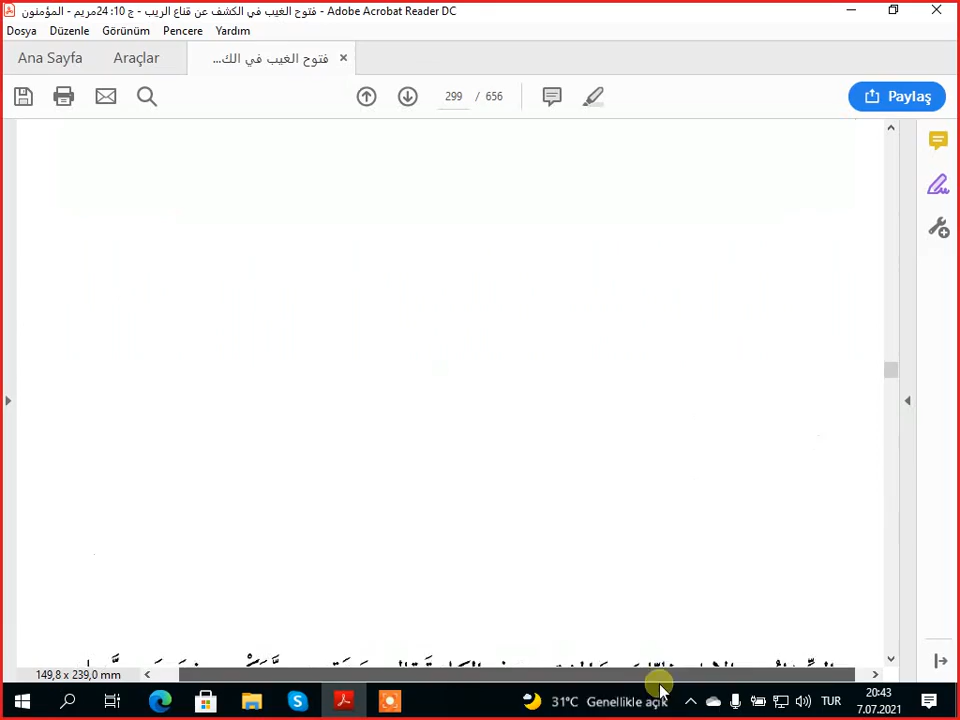 فتوح الغيب في الكشف عن قناع الريب - ج 10: 24مريم - المؤمنون - Adobe Acrobat Reader DC
Dosya Düzenle Görünüm Pencere Yardım
Ana Sayfa Araçlar فتوح الغيب في الك... ×
299 / 656 Paylaş
149,8 x 239,0 mm
31°C Genellikle açık TUR 20:43
7.07.2021